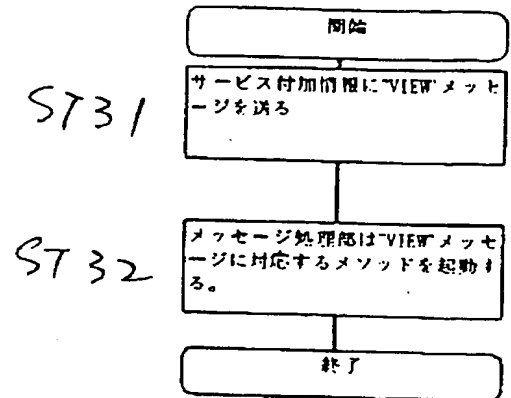 開始
ST31
サービス付加情報に"VIEW"メッセ
ージを送る
ST32
メッセージ処理部は"VIEW"メッセ
ージに対応するメソッドを起動す
る。
終了